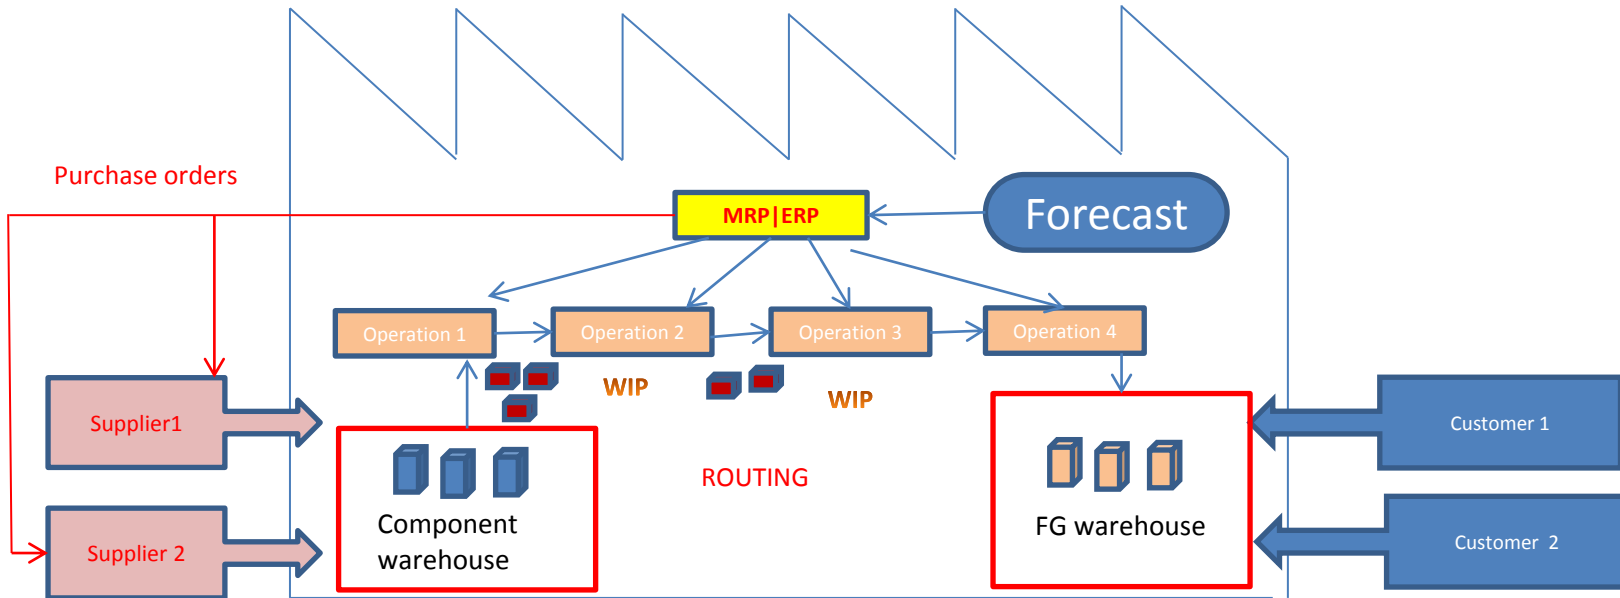 Purchase orders
MRP|ERP
Forecast
Operation 1
Operation 2
Operation 3
Operation 4
WIP
WIP
Supplier1
Customer 1
ROUTING
Component
warehouse
FG warehouse
Supplier 2
Customer 2